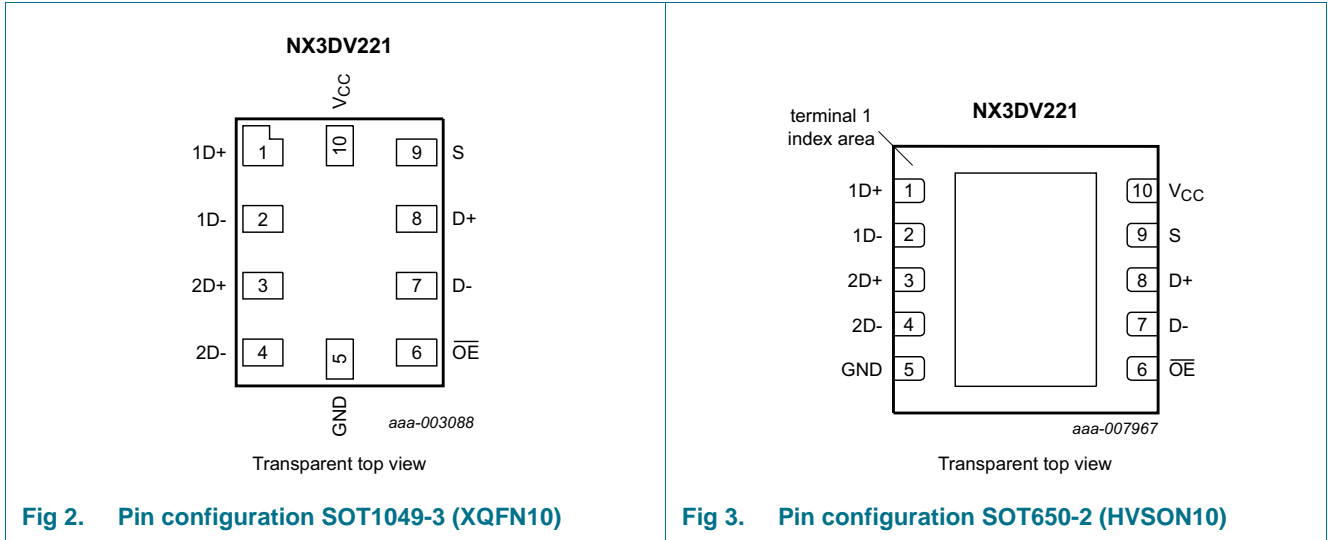 NX3DV221
VCC
1D+ 1 10 9 S
1D- 2 8 D+
2D+ 3 7 D-
2D- 4 5 6 OE
GND
aaa-003088
Transparent top view
Fig 2. Pin configuration SOT1049-3 (XQFN10)
NX3DV221
terminal 1
index area
1D+ 1 10 VCC
1D- 2 9 S
2D+ 3 8 D+
2D- 4 7 D-
GND 5 6 OE
aaa-007967
Transparent top view
Fig 3. Pin configuration SOT650-2 (HVSON10)